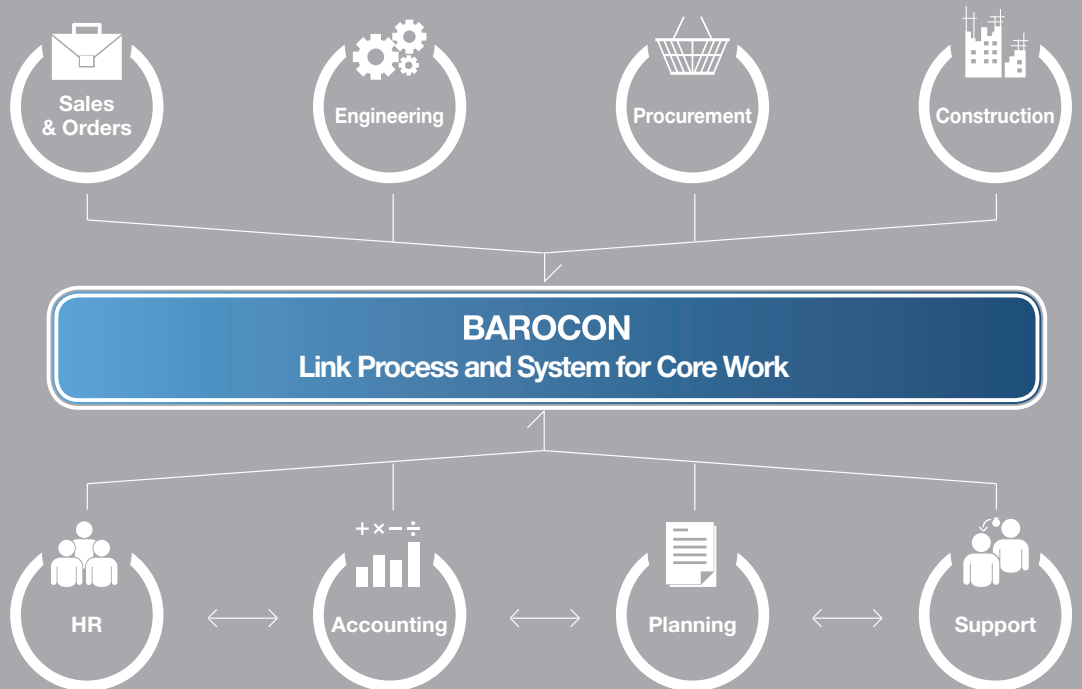 Sales
& Orders
Engineering
Procurement
Construction
BAROCON
Link Process and System for Core Work
+ × − ÷
HR
Accounting
Planning
Support